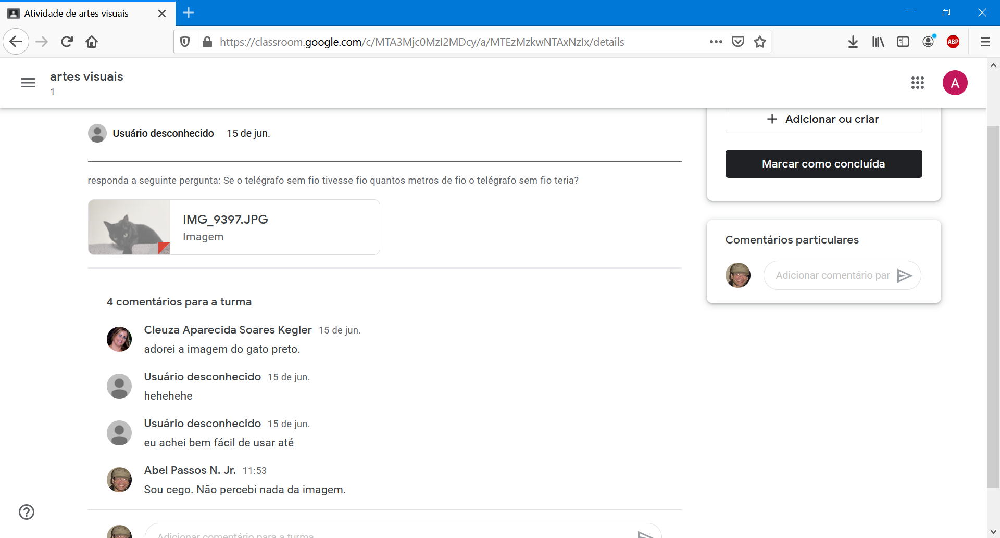 Atividade de artes visuais
https://classroom.google.com/c/MTA3Mjc0MzI2MDcy/a/MTEzMzkwNTAxNzIx/details
ABP
artes visuais
1
A
Usuário desconhecido 15 de jun.
responda a seguinte pergunta: Se o telégrafo sem fio tivesse fio quantos metros de fio o telégrafo sem fio teria?
IMG_9397.JPG
Imagem
4 comentários para a turma
Cleuza Aparecida Soares Kegler 15 de jun.
adorei a imagem do gato preto.
Usuário desconhecido 15 de jun.
hehehehe
Usuário desconhecido 15 de jun.
eu achei bem fácil de usar até
Abel Passos N. Jr. 11:53
Sou cego. Não percebi nada da imagem.
Adicionar comentário para a turma
+ Adicionar ou criar
Marcar como concluída
Comentários particulares
Adicionar comentário par